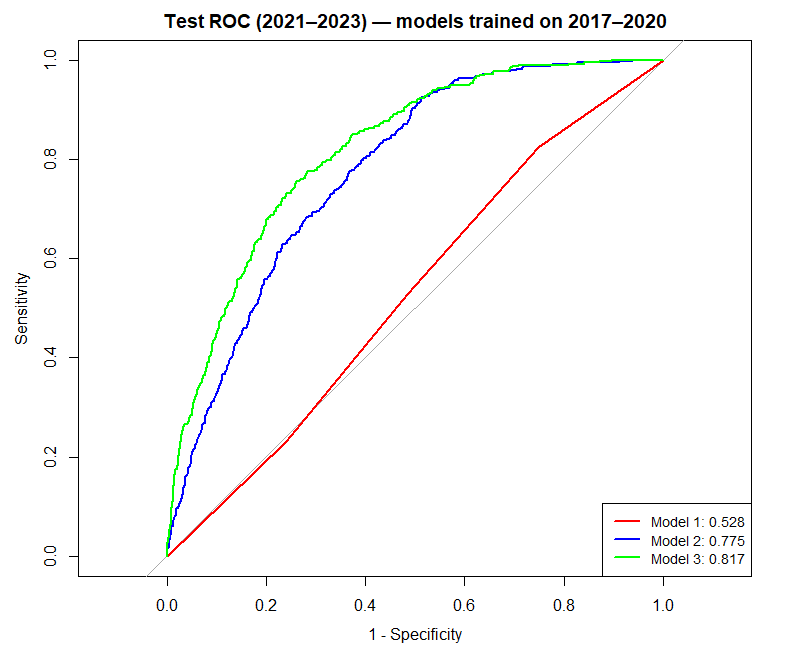 Test ROC (2021–2023) — models trained on 2017–2020
Sensitivity
1.0
0.8
0.6
0.4
0.2
0.0
Model 1: 0.528
Model 2: 0.775
Model 3: 0.817
0.0 0.2 0.4 0.6 0.8 1.0
1 - Specificity